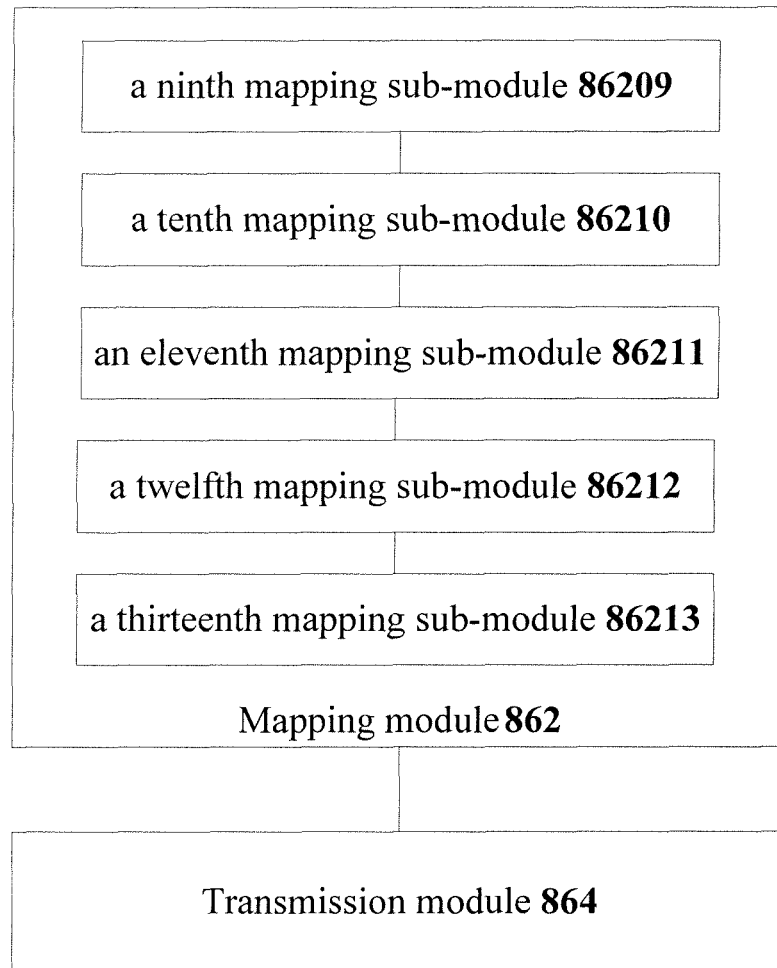 a ninth mapping sub-module 86209
a tenth mapping sub-module 86210
an eleventh mapping sub-module 86211
a twelfth mapping sub-module 86212
a thirteenth mapping sub-module 86213
Mapping module 862
Transmission module 864